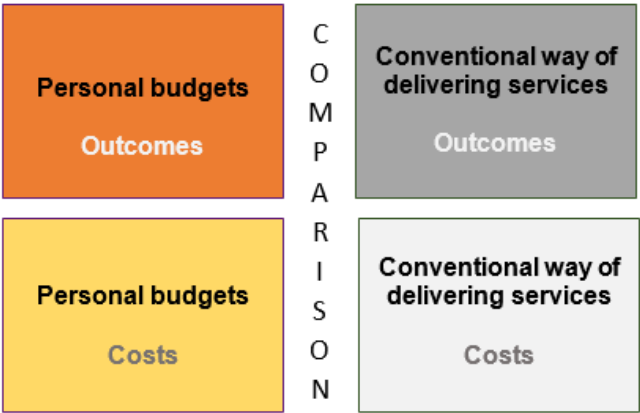 Personal budgets
Outcomes
C
O
M
P
A
R
I
S
O
N
Conventional way of
delivering services
Outcomes
Personal budgets
Costs
Conventional way of
delivering services
Costs